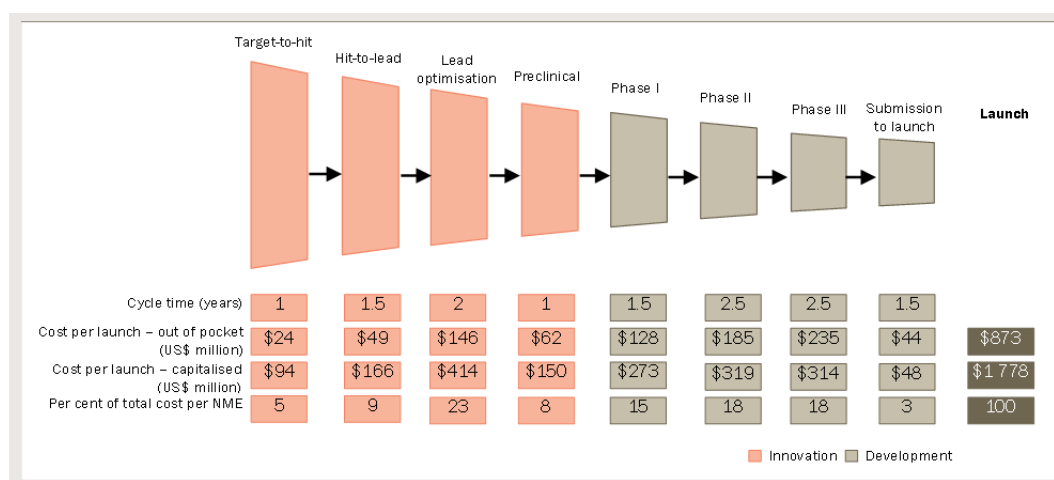 Target-to-hit
Hit-to-lead
Lead
optimisation
Preclinical
Phase I
Phase II
Phase III
Submission
to launch
Launch
Cycle time (years) 1 1.5 2 1 1.5 2.5 2.5 1.5
Cost per launch – out of pocket
(US$ million) $24 $49 $146 $62 $128 $185 $235 $44 $873
Cost per launch – capitalised
(US$ million) $94 $166 $414 $150 $273 $319 $314 $48 $1 778
Per cent of total cost per NME 5 9 23 8 15 18 18 3 100
Innovation Development